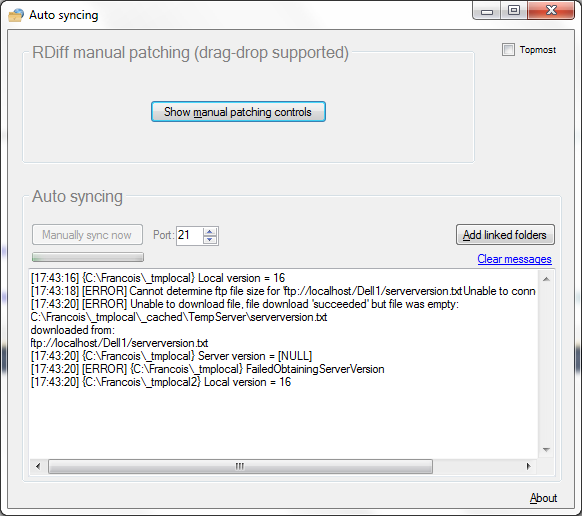 Auto syncing
RDiff manual patching (drag-drop supported)
Topmost
Show manual patching controls
Auto syncing
Manually sync now
Port: 21
Add linked folders
Clear messages
[17:43:16] {C:\Francois\_tmplocal} Local version = 16
[17:43:18] [ERROR] Cannot detemine ftp file size for 'ftp://localhost/Dell1/serverversion.txtUnable to conn
[17:43:20] [ERROR] Unable to download file, file download 'succeeded' but file was empty:
C:\Francois\_tmplocal\_cached\TempServer\serverversion.txt
downloaded from:
ftp://localhost/Dell1/serverversion.txt
[17:43:20] {C:\Francois\_tmplocal} Server version = [NULL]
[17:43:20] [ERROR] {C:\Francois\_tmplocal} FailedObtainingServerVersion
[17:43:20] {C:\Francois\_tmplocal2} Local version = 16
About